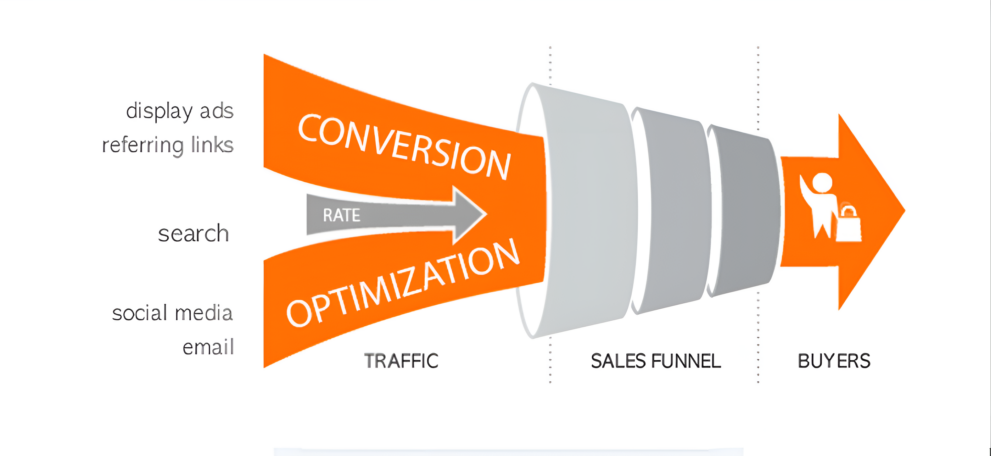 display ads
referring links
search
social media
email
CONVERSION
RATE
OPTIMIZATION
TRAFFIC
SALES FUNNEL
BUYERS